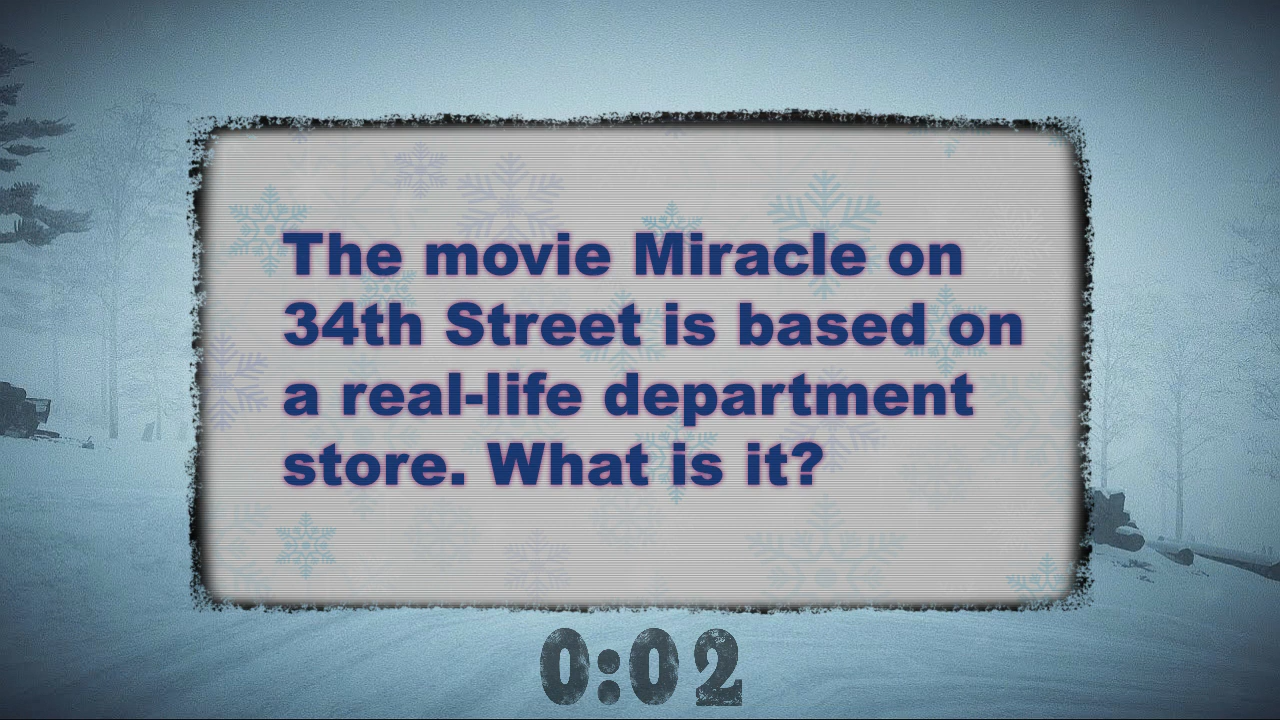 The movie Miracle on
34th Street is based on
a real-life department
store. What is it?
0:02